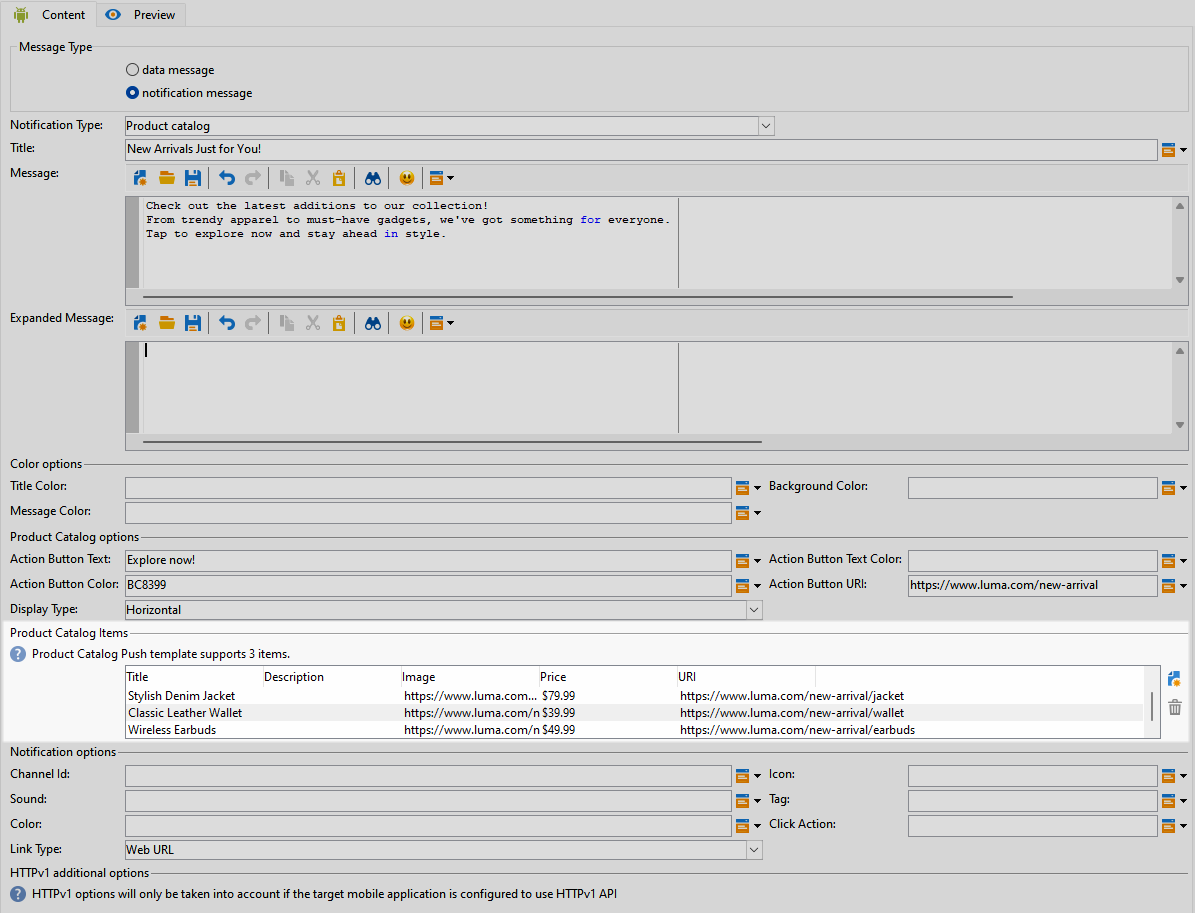 Content Preview
Message Type
data message
notification message
Notification Type: Product catalog
Title: New Arrivals Just for You!
Message:
Check out the latest additions to our collection!
From trendy apparel to must-have gadgets, we've got something for everyone.
Tap to explore now and stay ahead in style.
Expanded Message:
Color options
Title Color: Background Color:
Message Color:
Product Catalog options
Action Button Text: Explore now! Action Button Text Color:
Action Button Color: BC8399 Action Button URI: https://www.luma.com/new-arrival
Display Type: Horizontal
Product Catalog Items
? Product Catalog Push template supports 3 items.
Title Description Image Price URI
Stylish Denim Jacket https://www.luma.com... $79.99 https://www.luma.com/new-arrival/jacket
Classic Leather Wallet https://www.luma.com/n $39.99 https://www.luma.com/new-arrival/wallet
Wireless Earbuds https://www.luma.com/n $49.99 https://www.luma.com/new-arrival/earbuds
Notification options
Channel Id: Icon:
Sound: Tag:
Color: Click Action:
Link Type: Web URL
HTTPv1 additional options
? HTTPv1 options will only be taken into account if the target mobile application is configured to use HTTPv1 API